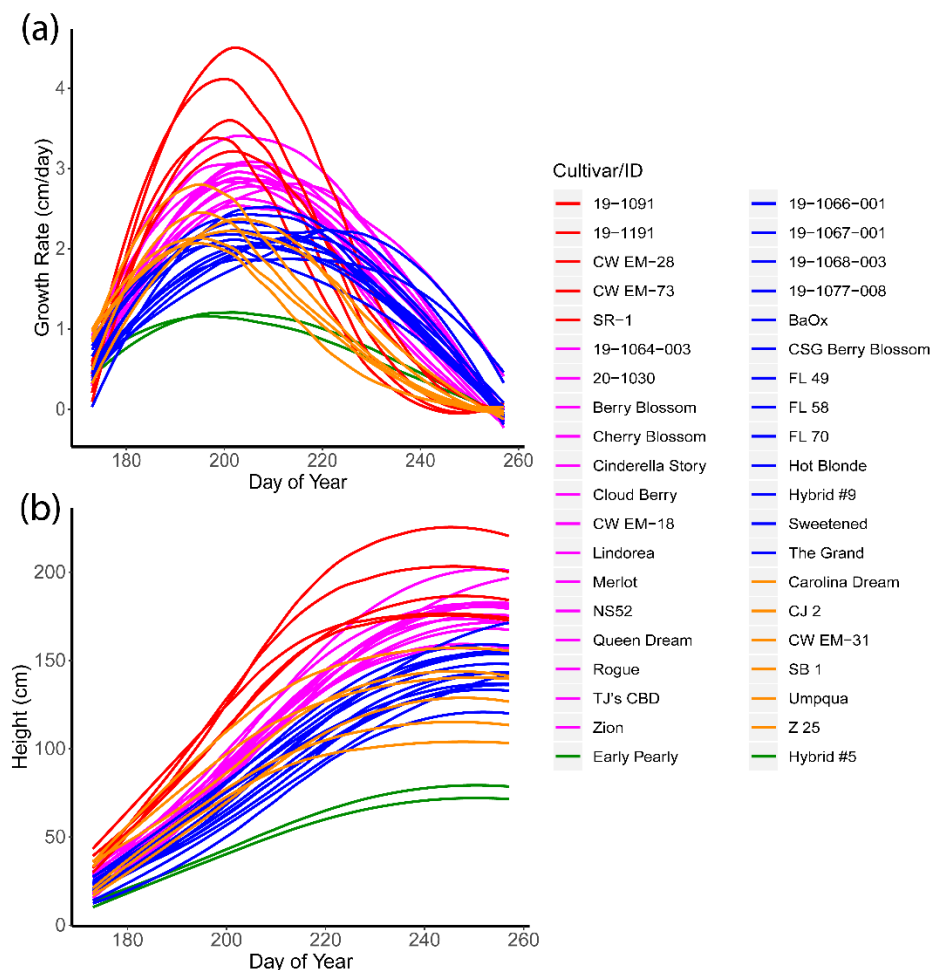 (a)
Growth Rate (cm/day)
4
3
2
1
0
180 200 220 240 260
Day of Year
(b)
Height (cm)
200
150
100
50
0
180 200 220 240 260
Day of Year
Cultivar/ID
19-1091
19-1191
CW EM-28
CW EM-73
SR-1
19-1064-003
20-1030
Berry Blossom
Cherry Blossom
Cinderella Story
Cloud Berry
CW EM-18
Lindorea
Merlot
NS52
Queen Dream
Rogue
TJ's CBD
Zion
Early Pearly
19-1066-001
19-1067-001
19-1068-003
19-1077-008
BaOx
CSG Berry Blossom
FL 49
FL 58
FL 70
Hot Blonde
Hybrid #9
Sweetened
The Grand
Carolina Dream
CJ 2
CW EM-31
SB 1
Umpqua
Z 25
Hybrid #5